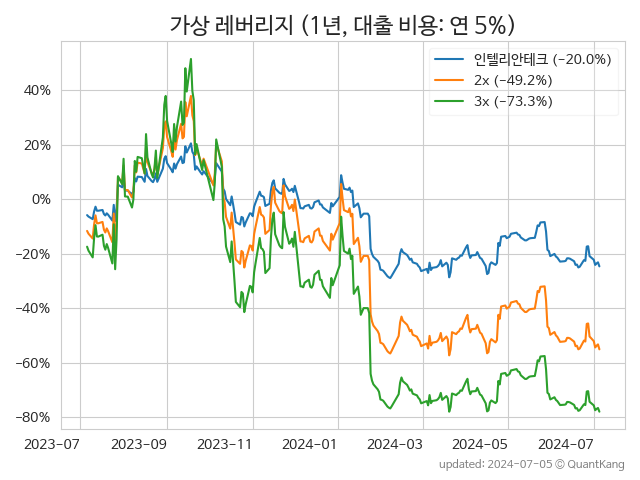 가상 레버리지 (1년, 대출 비용: 연 5%)
인텔리안테크 (-20.0%)
2x (-49.2%)
3x (-73.3%)
40%
20%
0%
-20%
-40%
-60%
-80%
2023-07 2023-09 2023-11 2024-01 2024-03 2024-05 2024-07
updated: 2024-07-05 © QuantKang